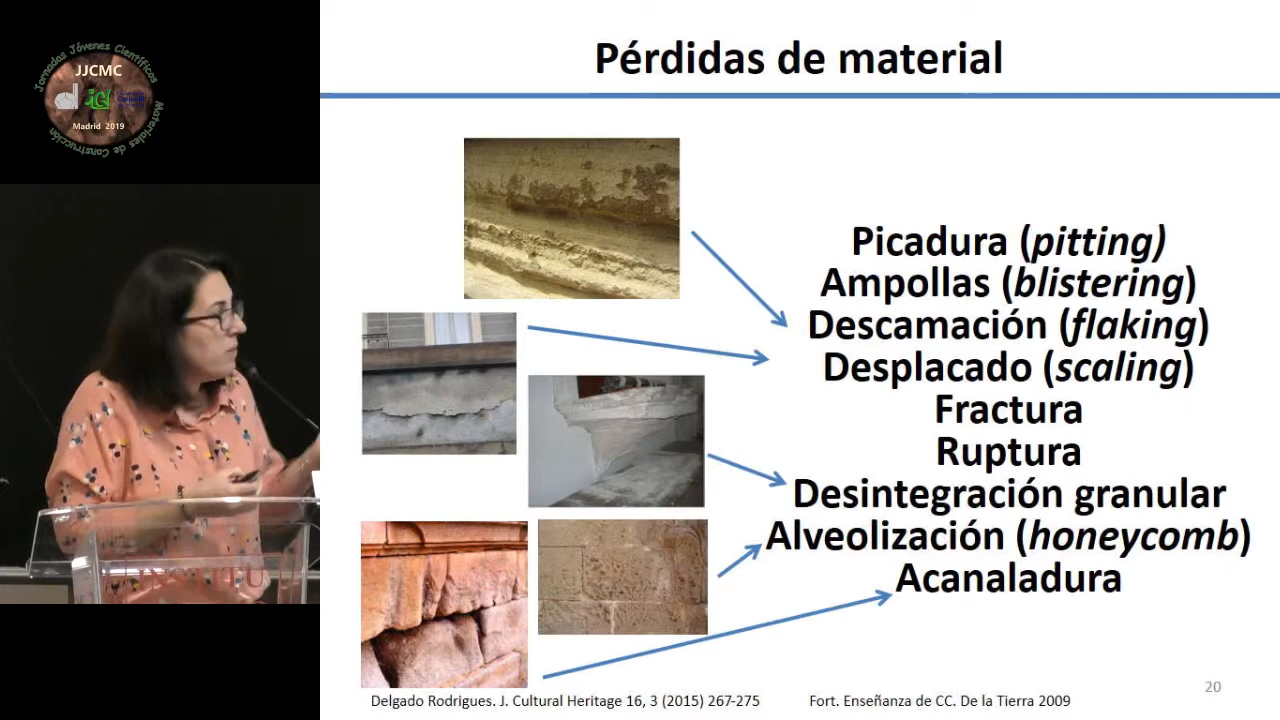 Jornadas Jóvenes Científicos
JJCMC
Madrid 2019
Materiales de Construcción
Pérdidas de material
Picadura (pitting)
Ampollas (blistering)
Descamación (flaking)
Desplacado (scaling)
Fractura
Ruptura
Desintegración granular
Alveolización (honeycomb)
Acanaladura
Delgado Rodrigues. J. Cultural Heritage 16, 3 (2015) 267-275
Fort. Enseñanza de CC. De la Tierra 2009
20